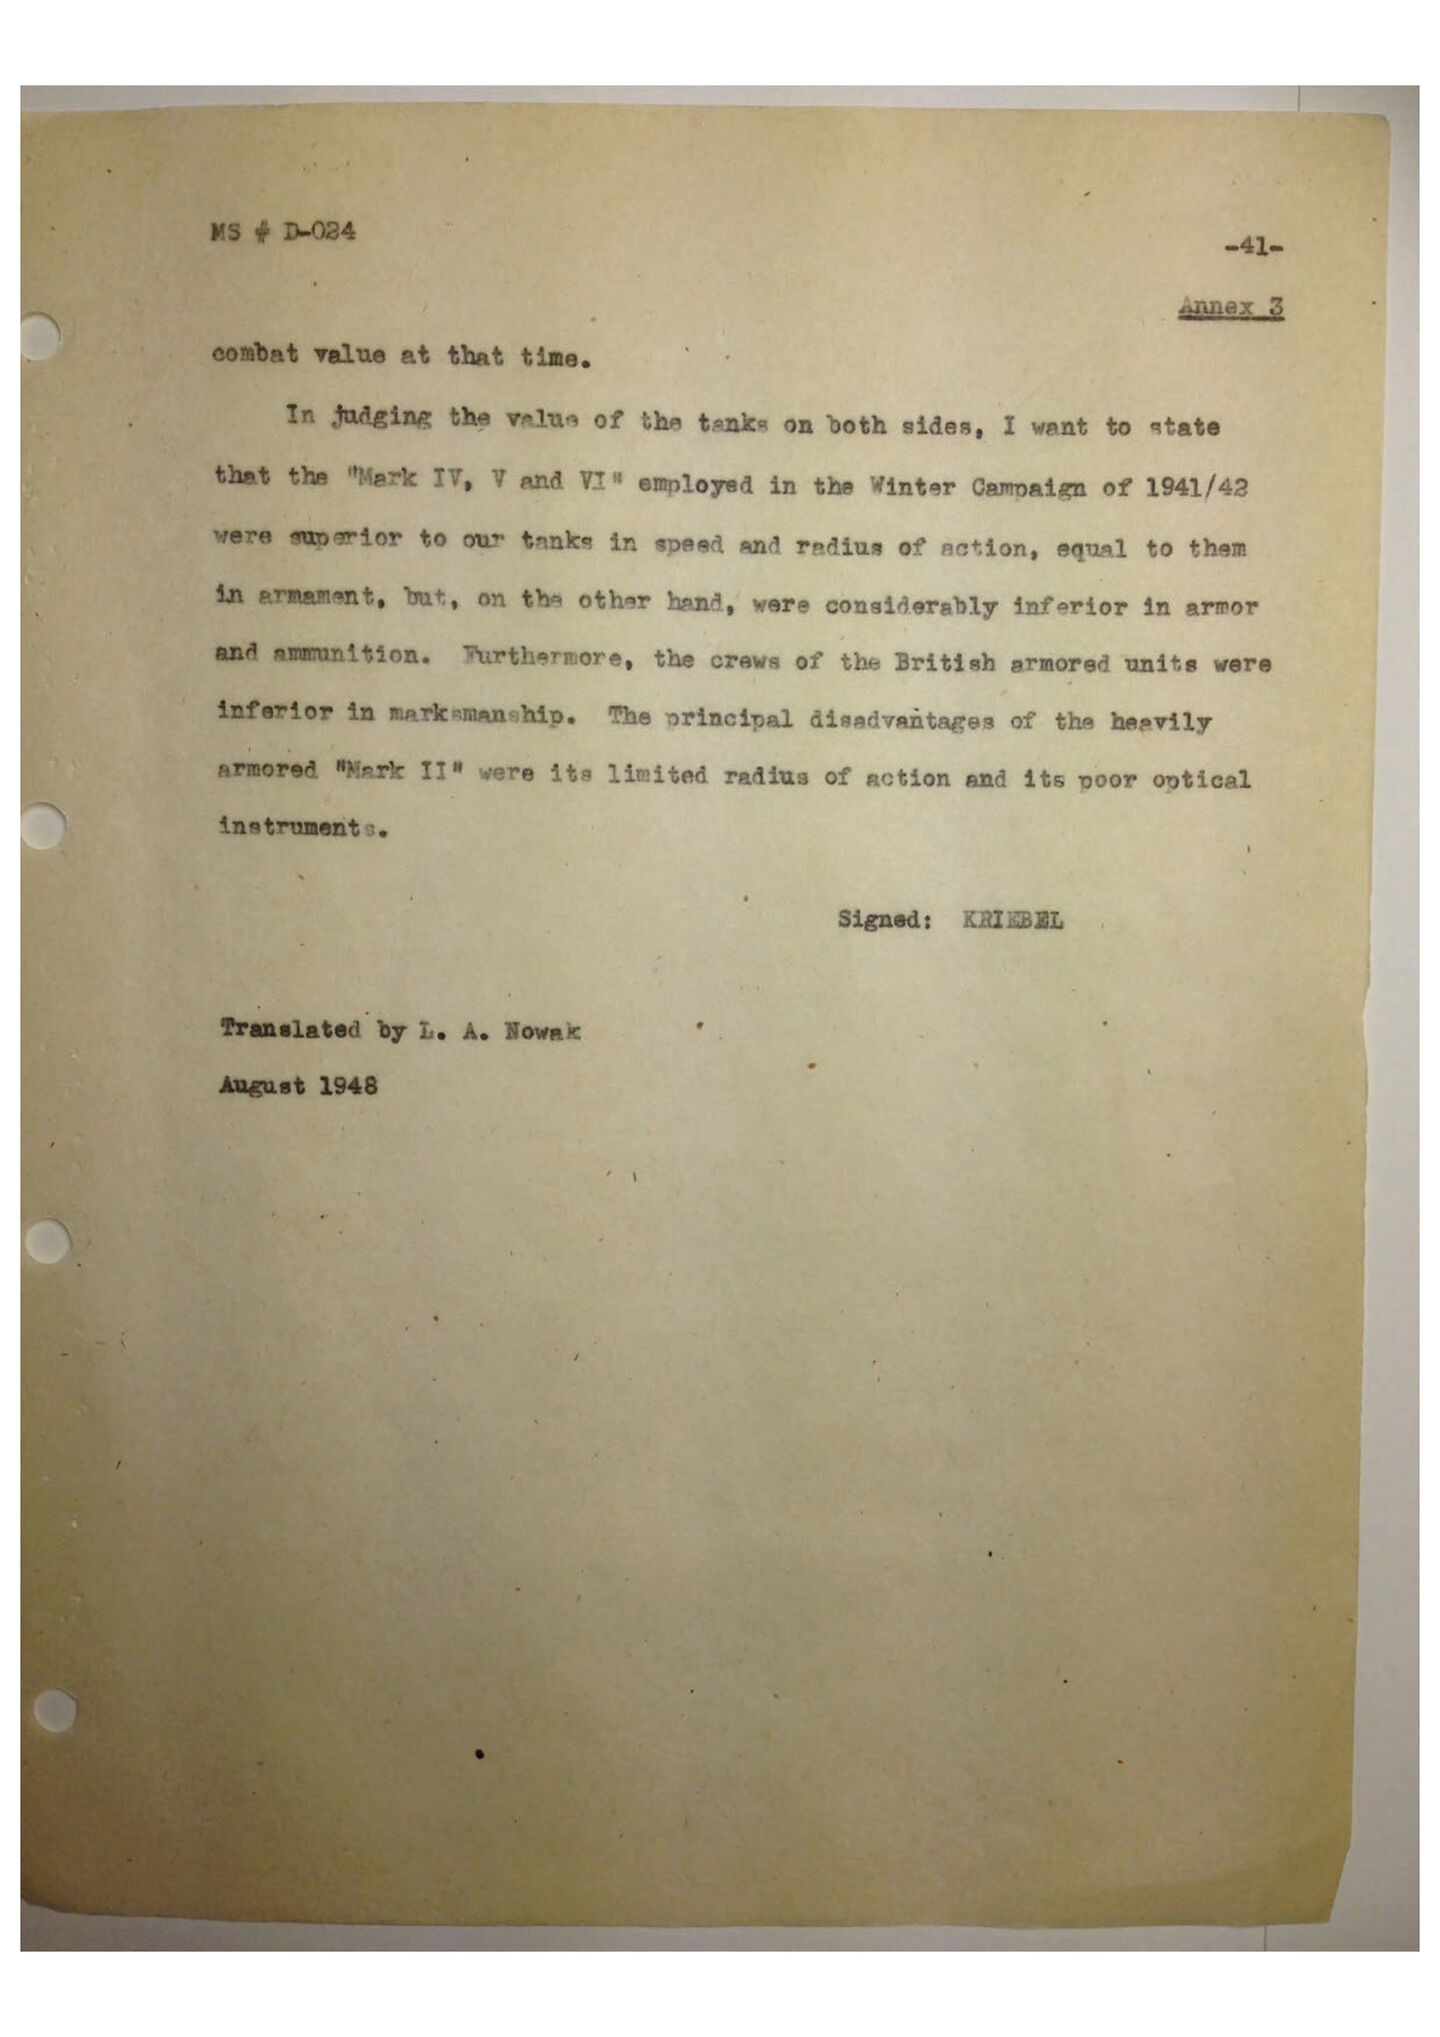 MS # D-024
-41-
Annex 3
combat value at that time.
In judging the value of the tanks on both sides, I want to state
that the "Mark IV, V and VI" employed in the Winter Campaign of 1941/42
were superior to our tanks in speed and radius of action, equal to them
in armament, but, on the other hand, were considerably inferior in armor
and ammunition. Furthermore, the crews of the British armored units were
inferior in marksmanship. The principal disadvantages of the heavily
armored "Mark II" were its limited radius of action and its poor optical
instruments.
Signed: KRIEBEL
Translated by L. A. Nowak
August 1948